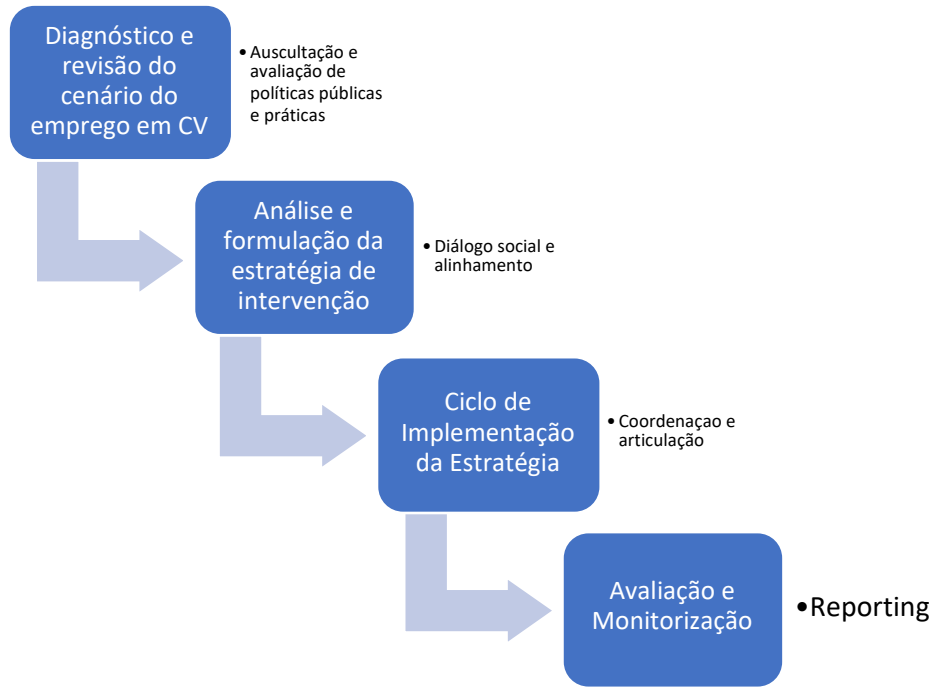 Diagnóstico e
revisão do
cenário do
emprego em CV
• Auscultação e
avaliação de
políticas públicas
e práticas
Análise e
formulação da
estratégia de
intervenção
• Diálogo social e
alinhamento
Ciclo de
Implementação
da Estratégia
• Coordenaçao e
articulação
Avaliação e
Monitorização
•Reporting